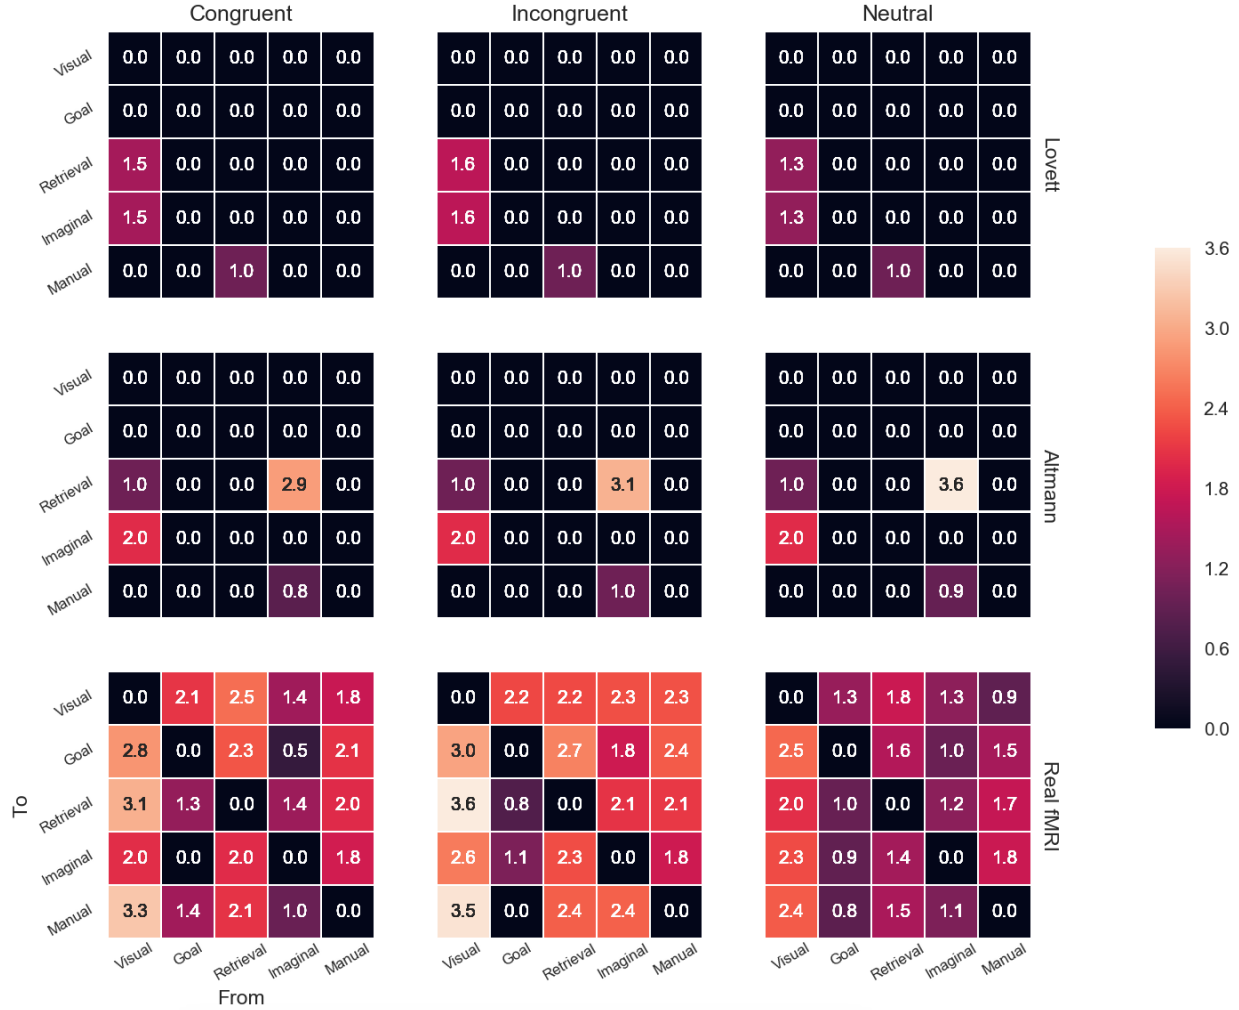 Congruent Incongruent Neutral
Visual 0.0 0.0 0.0 0.0 0.0 0.0 0.0 0.0 0.0 0.0 0.0 0.0 0.0 0.0 0.0
Goal 0.0 0.0 0.0 0.0 0.0 0.0 0.0 0.0 0.0 0.0 0.0 0.0 0.0 0.0 0.0
Retrieval 1.5 0.0 0.0 0.0 0.0 1.6 0.0 0.0 0.0 0.0 1.3 0.0 0.0 0.0 0.0
Imaginal 1.5 0.0 0.0 0.0 0.0 1.6 0.0 0.0 0.0 0.0 1.3 0.0 0.0 0.0 0.0
Manual 0.0 0.0 1.0 0.0 0.0 0.0 0.0 1.0 0.0 0.0 0.0 0.0 1.0 0.0 0.0
Lovett
Visual 0.0 0.0 0.0 0.0 0.0 0.0 0.0 0.0 0.0 0.0 0.0 0.0 0.0 0.0 0.0
Goal 0.0 0.0 0.0 0.0 0.0 0.0 0.0 0.0 0.0 0.0 0.0 0.0 0.0 0.0 0.0
Retrieval 1.0 0.0 0.0 2.9 0.0 1.0 0.0 0.0 3.1 0.0 1.0 0.0 0.0 3.6 0.0
Imaginal 2.0 0.0 0.0 0.0 0.0 2.0 0.0 0.0 0.0 0.0 2.0 0.0 0.0 0.0 0.0
Manual 0.0 0.0 0.0 0.8 0.0 0.0 0.0 0.0 1.0 0.0 0.0 0.0 0.0 0.9 0.0
Altmann
Visual 0.0 2.1 2.5 1.4 1.8 0.0 2.2 2.2 2.3 2.3 0.0 1.3 1.8 1.3 0.9
Goal 2.8 0.0 2.3 0.5 2.1 3.0 0.0 2.7 1.8 2.4 2.5 0.0 1.6 1.0 1.5
Retrieval 3.1 1.3 0.0 1.4 2.0 3.6 0.8 0.0 2.1 2.1 2.0 1.0 0.0 1.2 1.7
Imaginal 2.0 0.0 2.0 0.0 1.8 2.6 1.1 2.3 0.0 1.8 2.3 0.9 1.4 0.0 1.8
Manual 3.3 1.4 2.1 1.0 0.0 3.5 0.0 2.4 2.4 0.0 2.4 0.8 1.5 1.1 0.0
Real fMRI
To
Visual Goal Retrieval Imaginal Manual Visual Goal Retrieval Imaginal Manual Visual Goal Retrieval Imaginal Manual
From
3.6
3.0
2.4
1.8
1.2
0.6
0.0